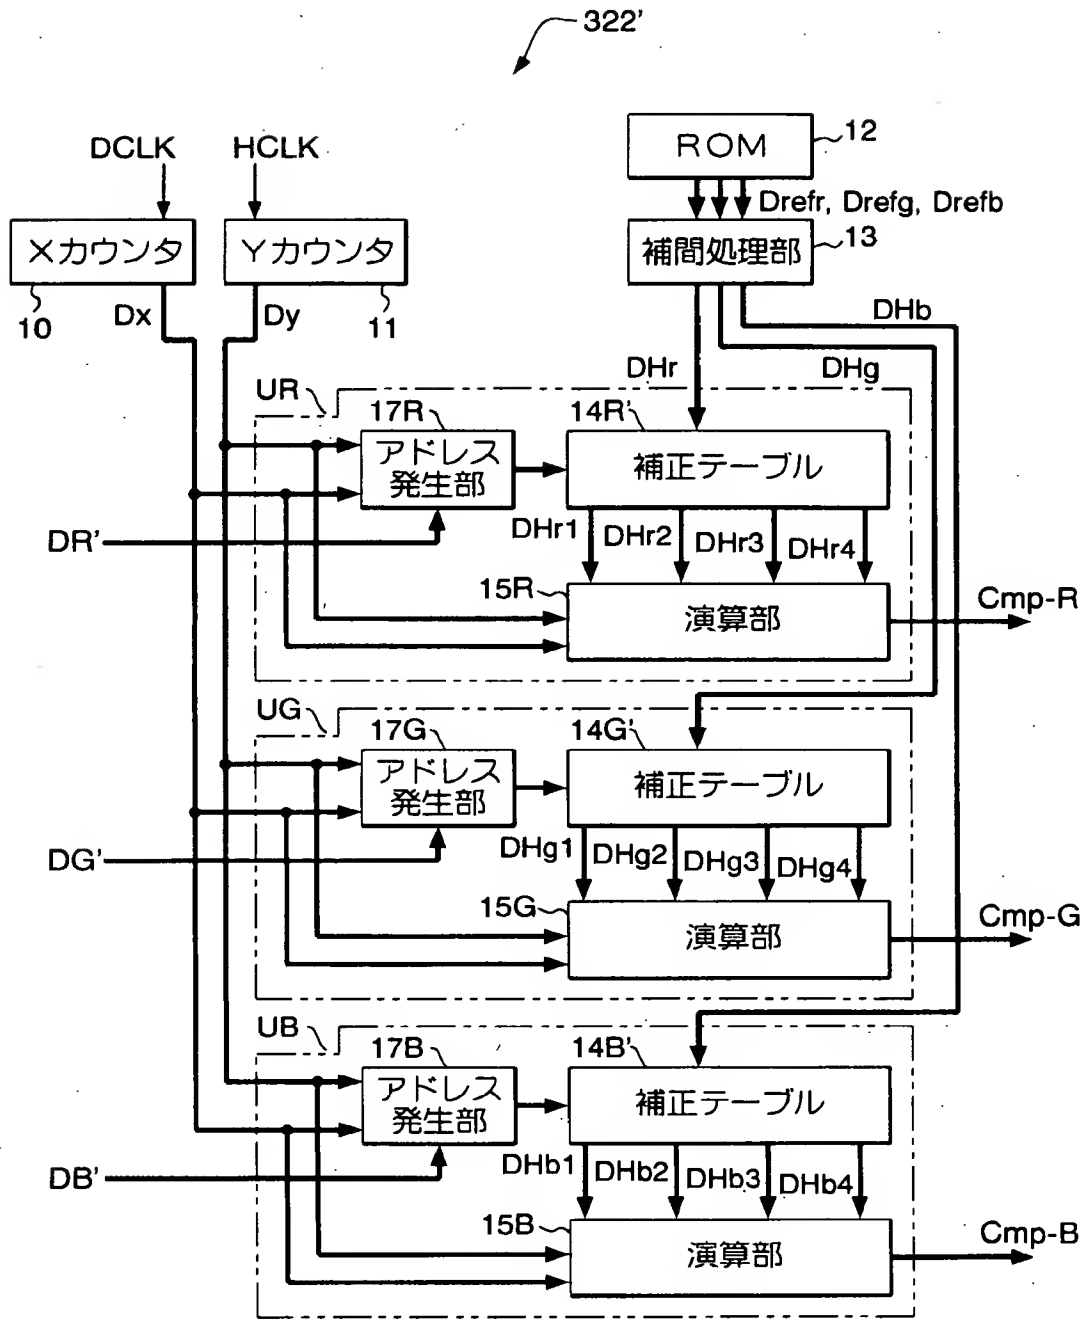 322'
DCLK
HCLK
ROM
12
Drefr, Drefg, Drefb
Xカウンタ
Yカウンタ
補間処理部
13
10
Dx
Dy
11
DHb
DHr
DHg
UR
17R
14R'
アドレス
発生部
補正テーブル
DR'
DHr1
DHr2
DHr3
DHr4
15R
演算部
Cmp-R
UG
17G
14G'
アドレス
発生部
補正テーブル
DG'
DHg1
DHg2
DHg3
DHg4
15G
演算部
Cmp-G
UB
17B
14B'
アドレス
発生部
補正テーブル
DB'
DHb1
DHb2
DHb3
DHb4
15B
演算部
Cmp-B